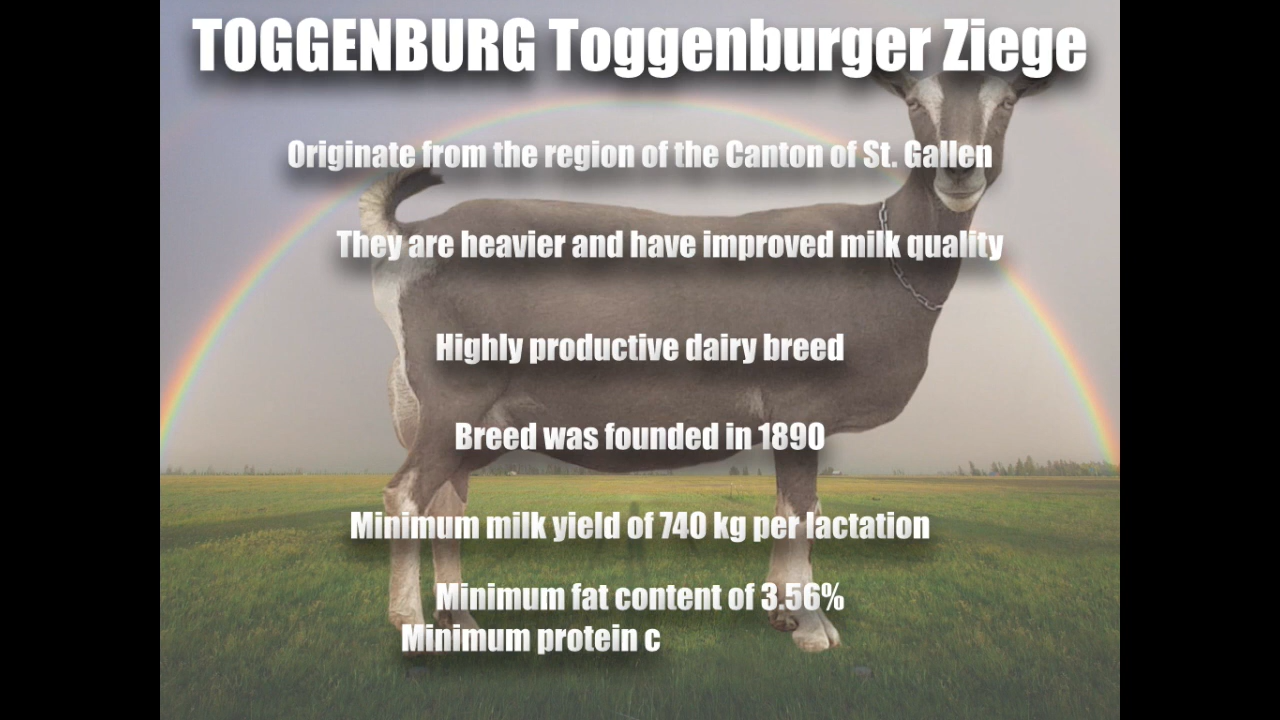 TOGGENBURG Toggenburger Ziege
Originate from the region of the Canton of St. Gallen
They are heavier and have improved milk quality
Highly productive dairy breed
Breed was founded in 1890
Minimum milk yield of 740 kg per lactation
Minimum fat content of 3.56%
Minimum protein c